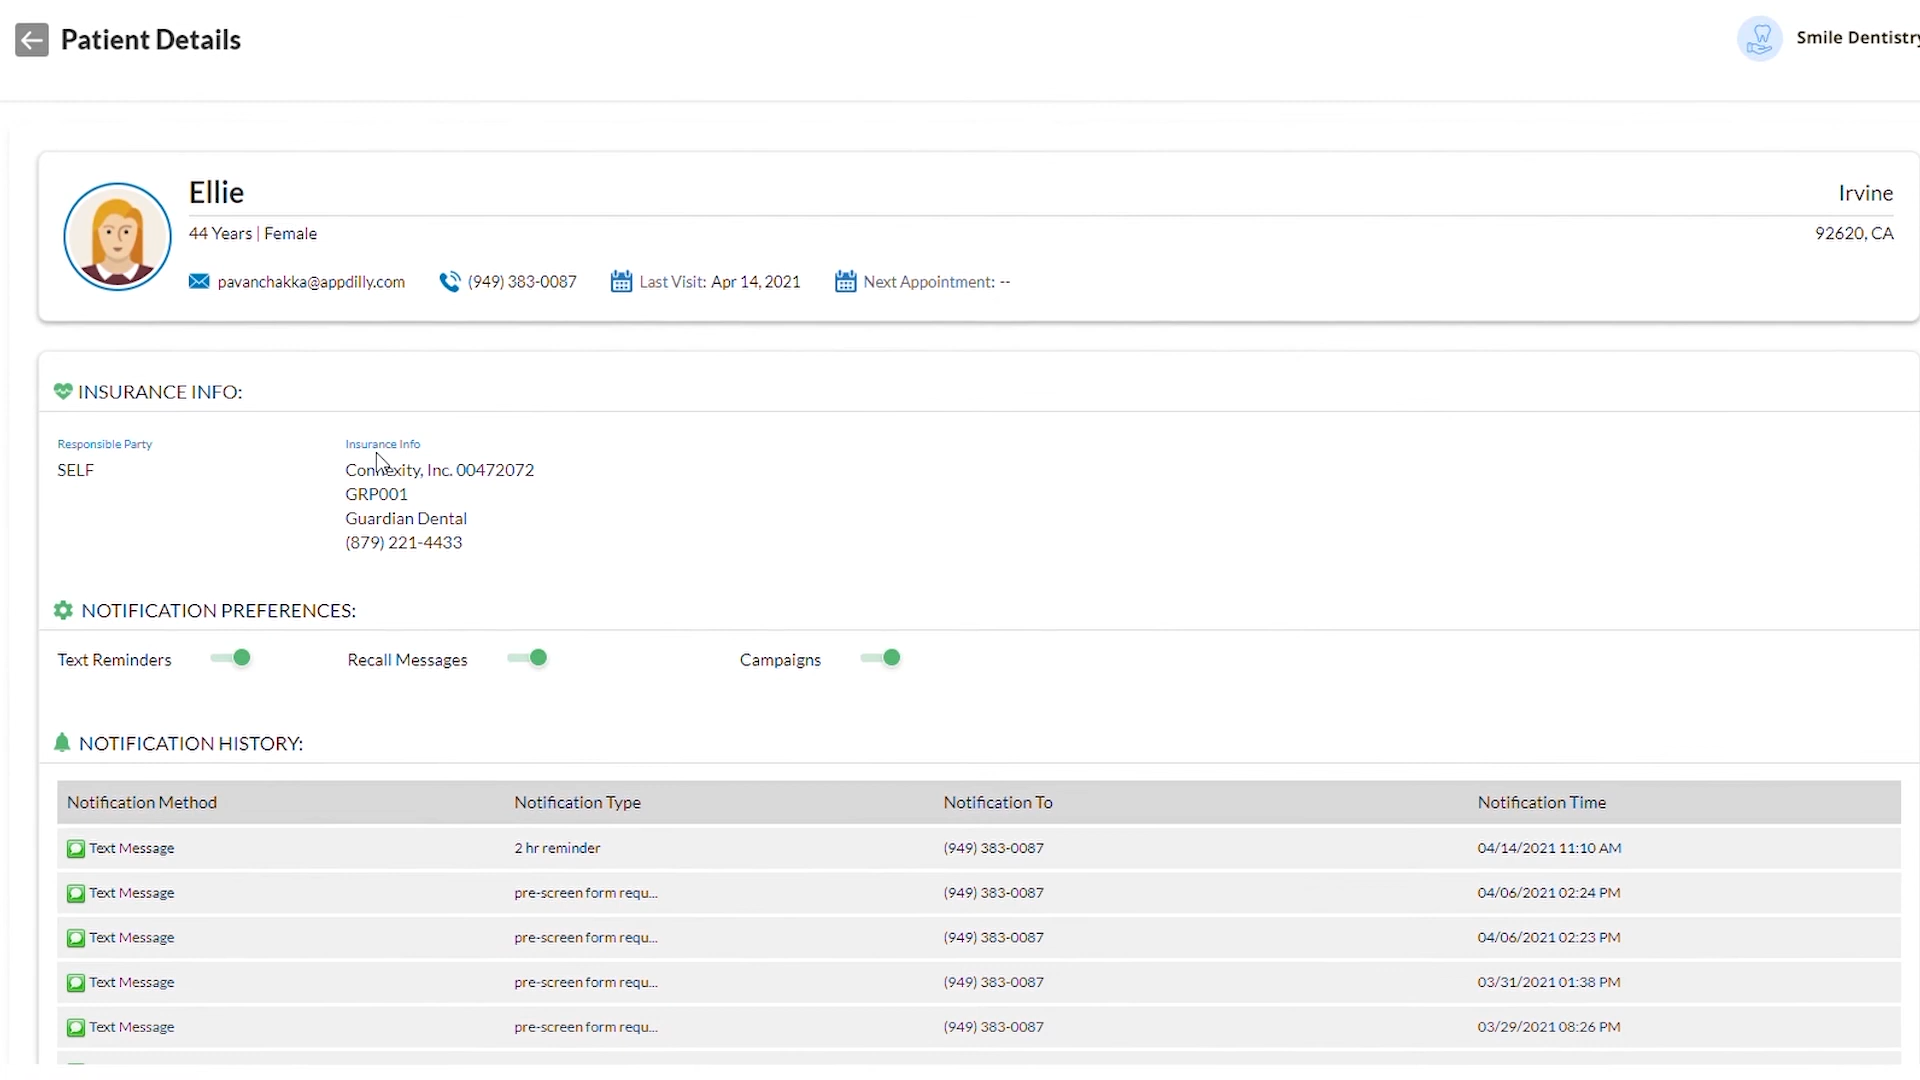 Patient Details
Smile Dentistry
Ellie
Irvine
44 Years | Female
92620, CA
pavanchakka@appdilly.com (949) 383-0087 Last Visit: Apr 14, 2021 Next Appointment: --
INSURANCE INFO:
Responsible Party Insurance Info
SELF Connexity, Inc. 00472072
GRP001
Guardian Dental
(879) 221-4433
NOTIFICATION PREFERENCES:
Text Reminders Recall Messages Campaigns
NOTIFICATION HISTORY:
Notification Method Notification Type Notification To Notification Time
Text Message 2 hr reminder (949) 383-0087 04/14/2021 11:10 AM
Text Message pre-screen form requ... (949) 383-0087 04/06/2021 02:24 PM
Text Message pre-screen form requ... (949) 383-0087 04/06/2021 02:23 PM
Text Message pre-screen form requ... (949) 383-0087 03/31/2021 01:38 PM
Text Message pre-screen form requ... (949) 383-0087 03/29/2021 08:26 PM